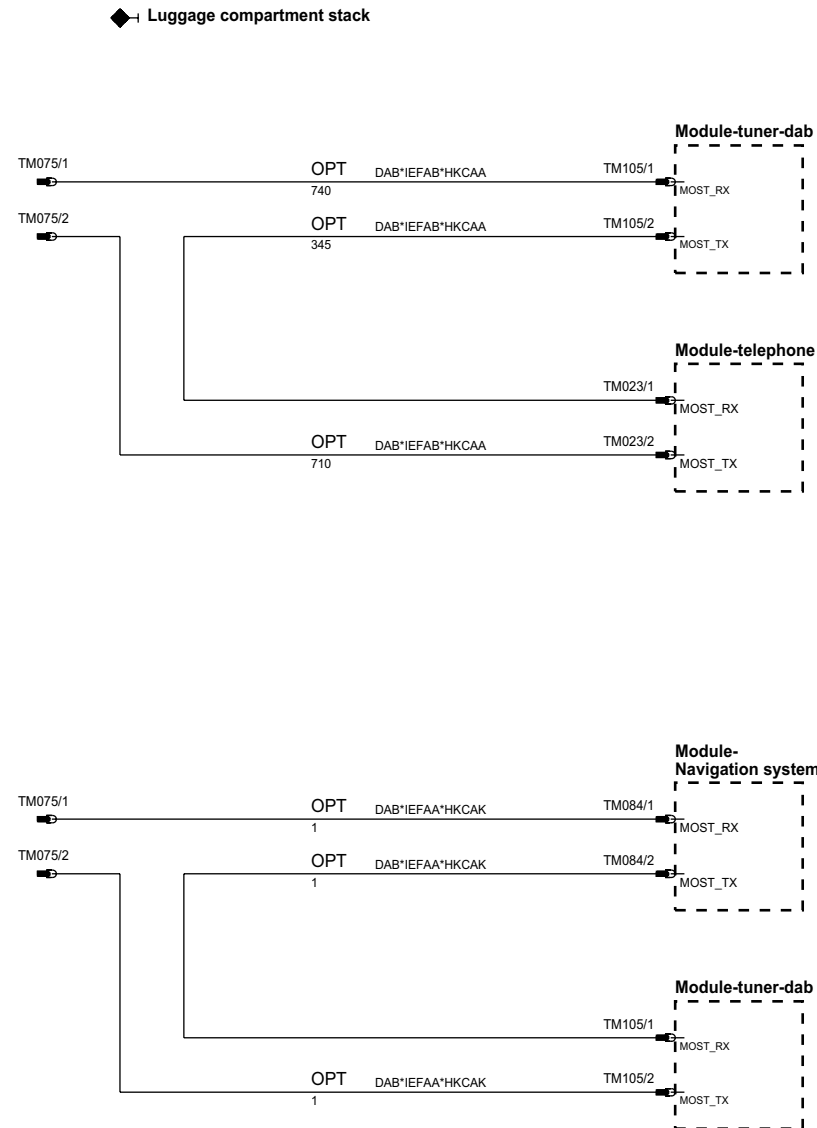 Luggage compartment stack
Module-tuner-dab
TM075/1 OPT DAB*IEFAB*HKCAA TM105/1
740 MOST_RX
TM075/2 OPT DAB*IEFAB*HKCAA TM105/2
345 MOST_TX
Module-telephone
TM023/1
MOST_RX
OPT DAB*IEFAB*HKCAA TM023/2
710 MOST_TX
Module-
Navigation system
TM075/1 OPT DAB*IEFAA*HKCAK TM084/1
1 MOST_RX
TM075/2 OPT DAB*IEFAA*HKCAK TM084/2
1 MOST_TX
Module-tuner-dab
TM105/1
MOST_RX
OPT DAB*IEFAA*HKCAK TM105/2
1 MOST_TX